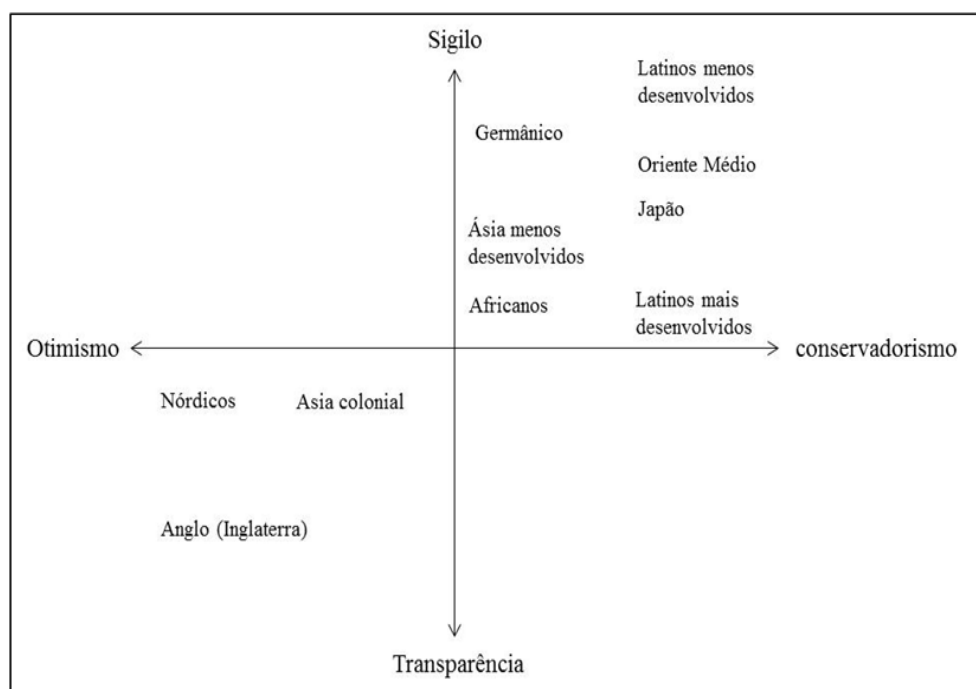 Sigilo
Latinos menos
desenvolvidos
Germânico
Oriente Médio
Japão
Ásia menos
desenvolvidos
Africanos
Latinos mais
desenvolvidos
Otimismo
conservadorismo
Nórdicos
Asia colonial
Anglo (Inglaterra)
Transparência